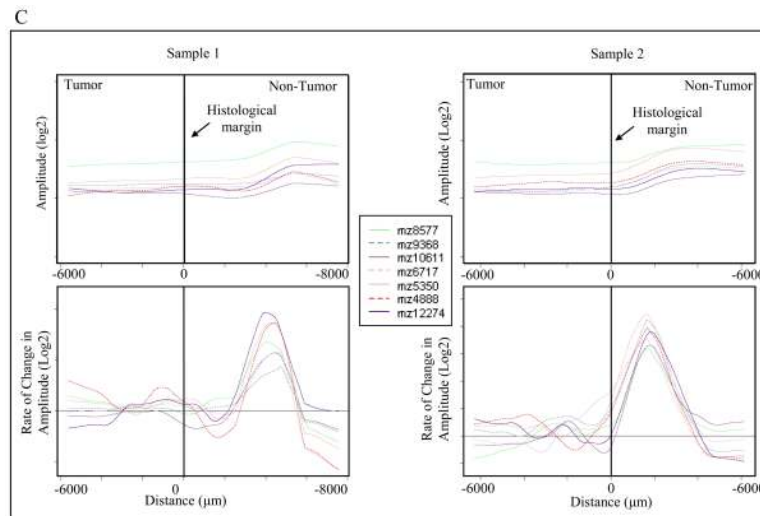 C
Sample 1
Sample 2
Tumor
Non-Tumor
Histological
margin
Amplitude (log2)
-6000
0
-8000
Tumor
Non-Tumor
Histological
margin
Amplitude (Log2)
-6000
0
-6000
mz8577
mz9368
mz10611
mz6717
mz5350
mz4888
mz12274
Rate of Change in
Amplitude (Log2)
-6000
0
-8000
Distance (μm)
Rate of Change in
Amplitude (Log2)
-6000
0
-6000
Distance (μm)